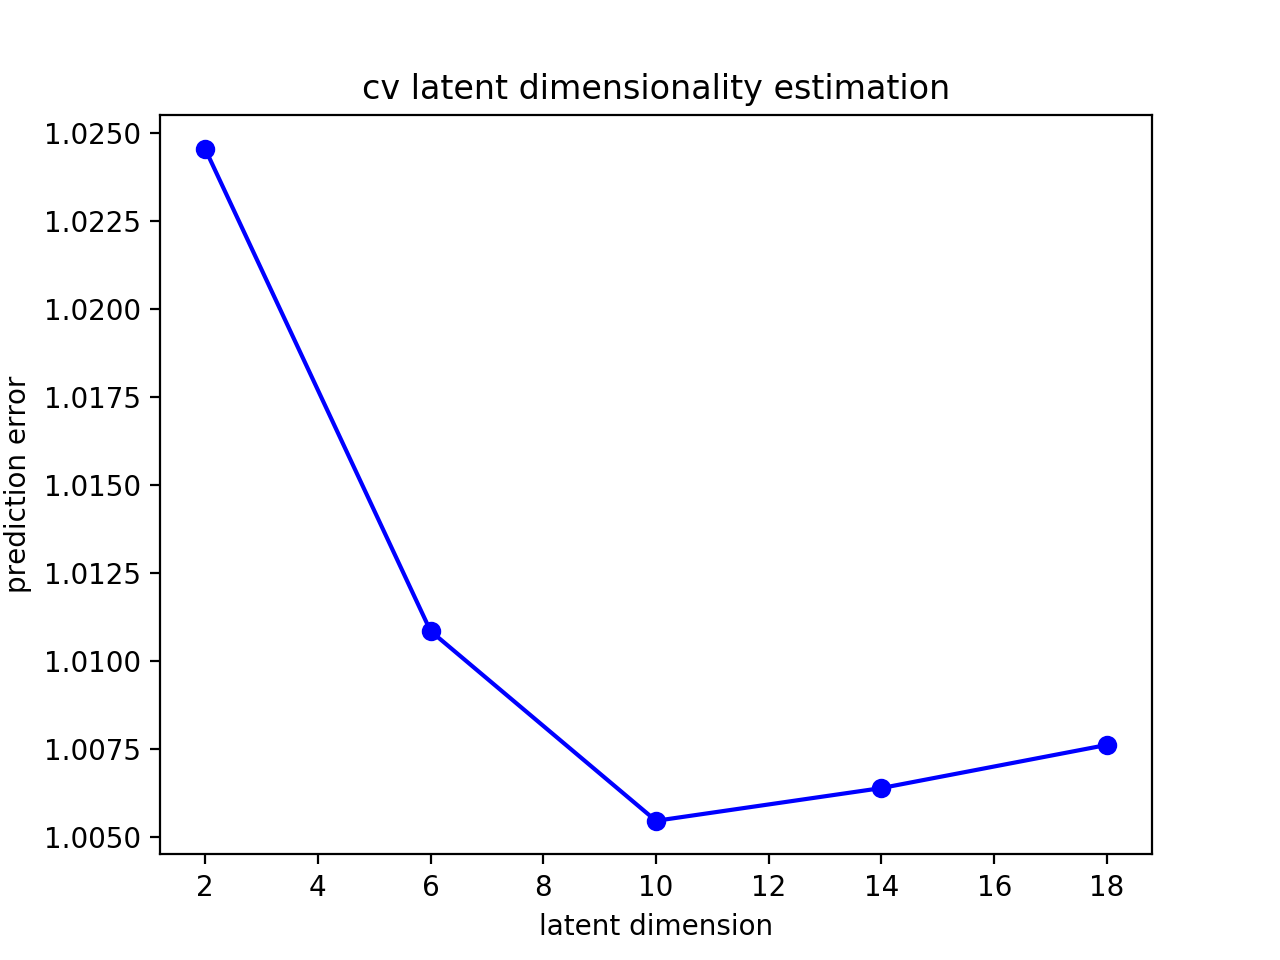 cv latent dimensionality estimation
1.0250
1.0225
1.0200
1.0175
1.0150
1.0125
1.0100
1.0075
1.0050
prediction error
2 4 6 8 10 12 14 16 18
latent dimension